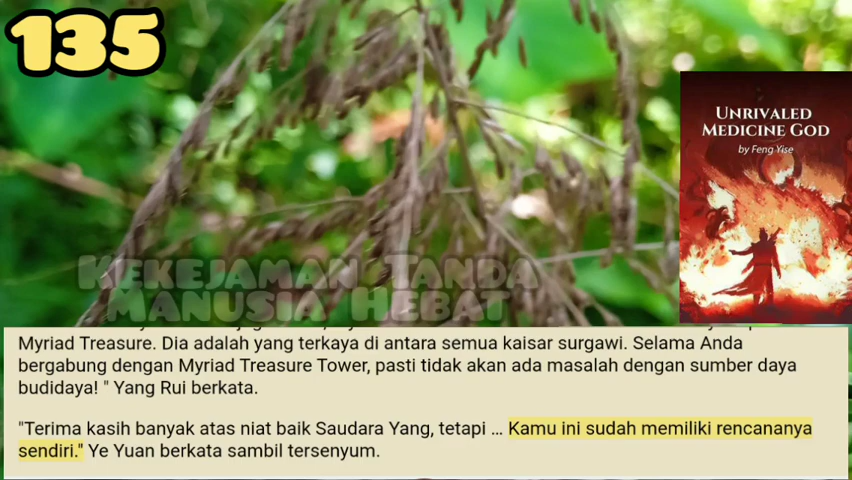 135
UNRIVALED
MEDICINE GOD
by Feng Yise
KEKEJAMAN TANDA
MANUSIA HEBAT
Myriad Treasure. Dia adalah yang terkaya di antara semua kaisar surgawi. Selama Anda
bergabung dengan Myriad Treasure Tower, pasti tidak akan ada masalah dengan sumber daya
budidaya! " Yang Rui berkata.
"Terima kasih banyak atas niat baik Saudara Yang, tetapi ... Kamu ini sudah memiliki rencananya
sendiri." Ye Yuan berkata sambil tersenyum.